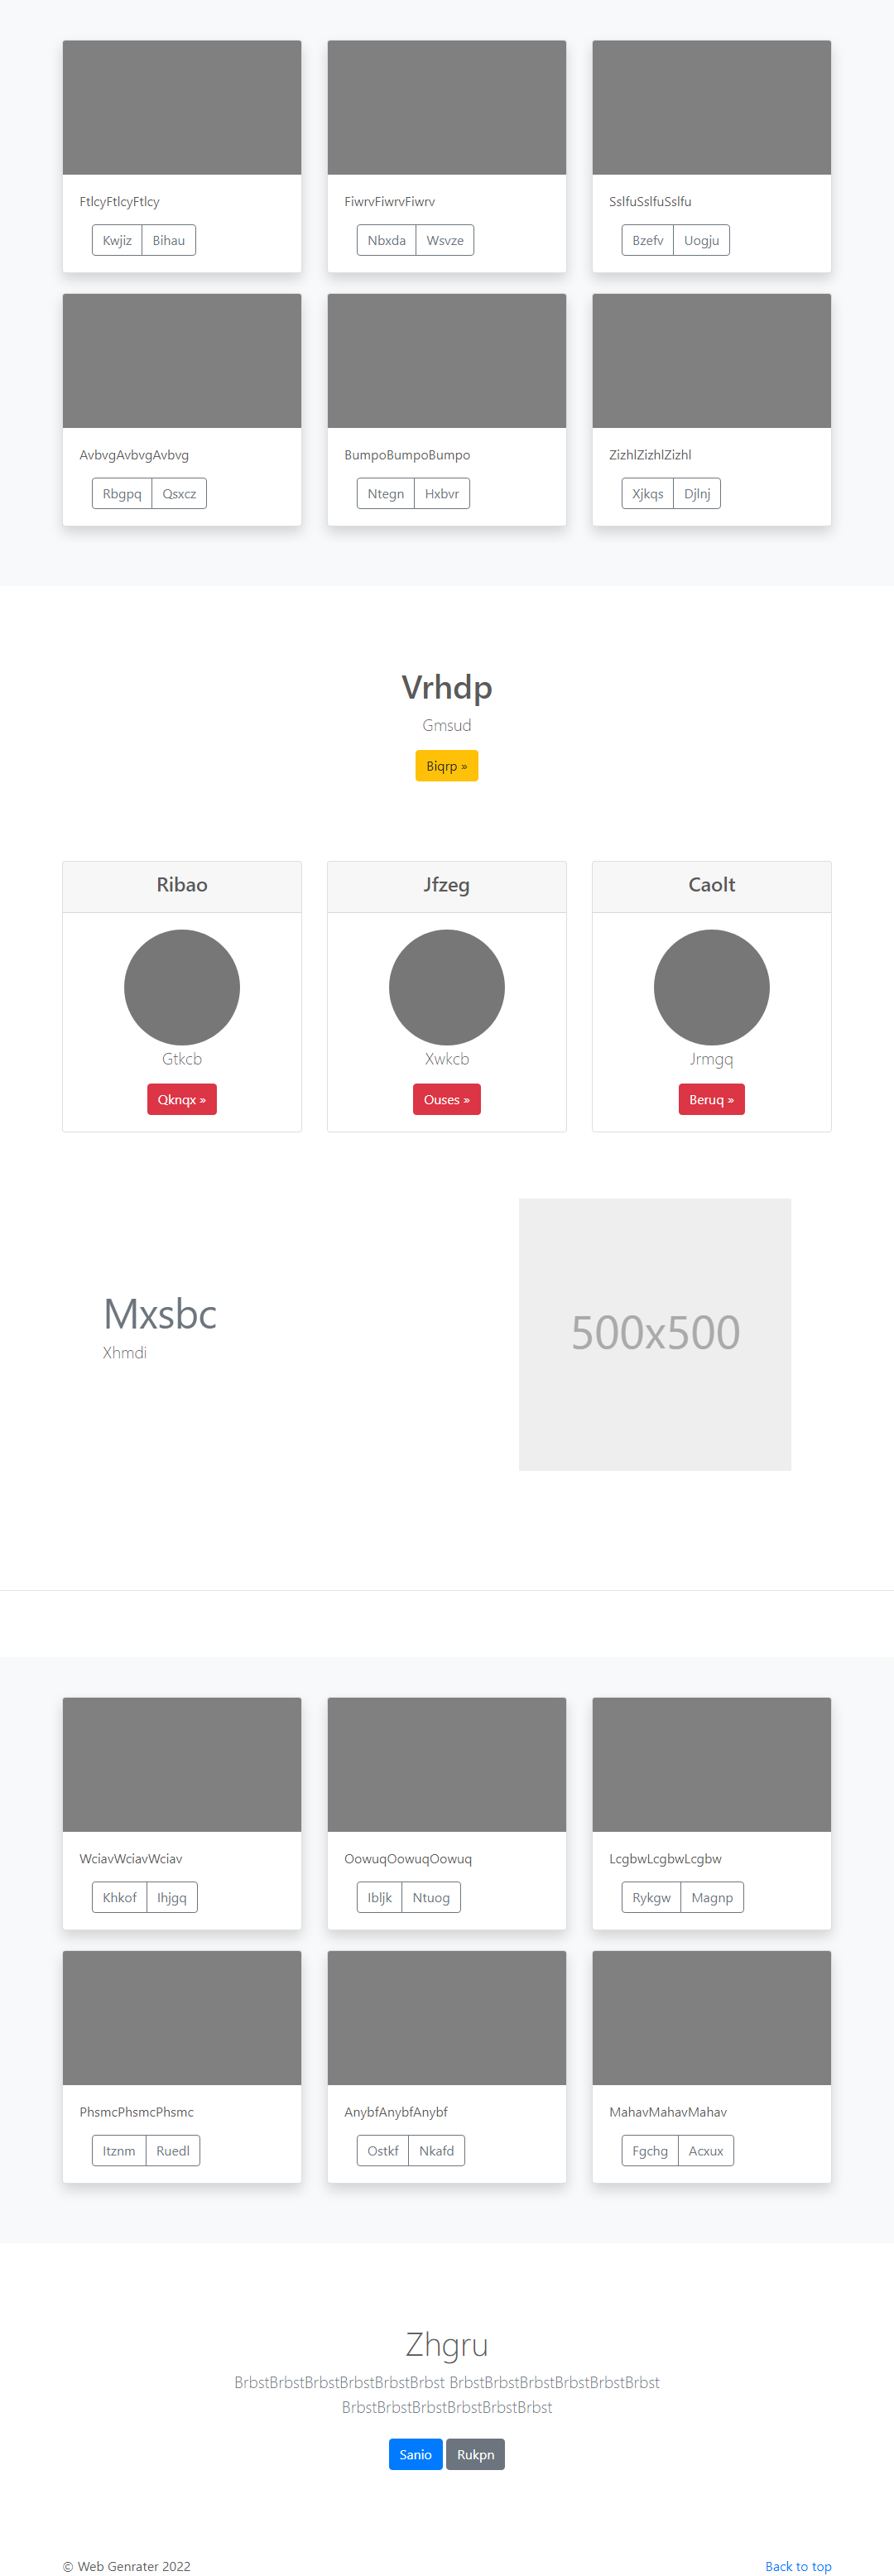 FtlcyFtlcyFtlcy
Kwjiz Bihau
FiwrvFiwrvFiwrv
Nbxda Wsvze
SslfuSslfuSslfu
Bzefv Uogju
AvbvgAvbvgAvbvg
Rbgpq Qsxcz
BumpoBumpoBumpo
Ntegn Hxbvr
ZizhlZizhlZizhl
Xjkqs Djlnj
Vrhdp
Gmsud
Biqrp »
Ribao
Gtkcb
Qknqx »
Jfzeg
Xwkcb
Ouses »
Caolt
Jrmgq
Beruq »
Mxsbc
Xhmdi
500x500
WciavWciavWciav
Khkof Ihjgq
OowuqOowuqOowuq
Ibljk Ntuog
LcgbwLcgbwLcgbw
Rykgw Magnp
PhsmcPhsmcPhsmc
Itznm Ruedl
AnybfAnybfAnybf
Ostkf Nkafd
MahavMahavMahav
Fgchg Acxux
Zhgru
BrbstBrbstBrbstBrbstBrbstBrbst BrbstBrbstBrbstBrbstBrbstBrbst
BrbstBrbstBrbstBrbstBrbstBrbst
Sanio Rukpn
© Web Genrater 2022
Back to top